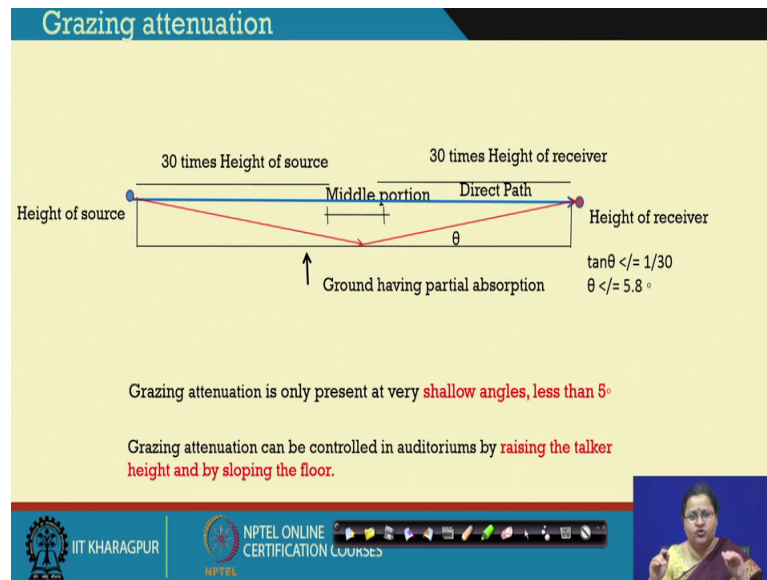 Grazing attenuation
30 times Height of source
30 times Height of receiver
Middle portion
Direct Path
Height of source
Height of receiver
θ
tanθ </= 1/30
θ </= 5.8 °
Ground having partial absorption
Grazing attenuation is only present at very shallow angles, less than 5°
Grazing attenuation can be controlled in auditoriums by raising the talker
height and by sloping the floor.
IIT KHARAGPUR
NPTEL
NPTEL ONLINE
CERTIFICATION COURSES